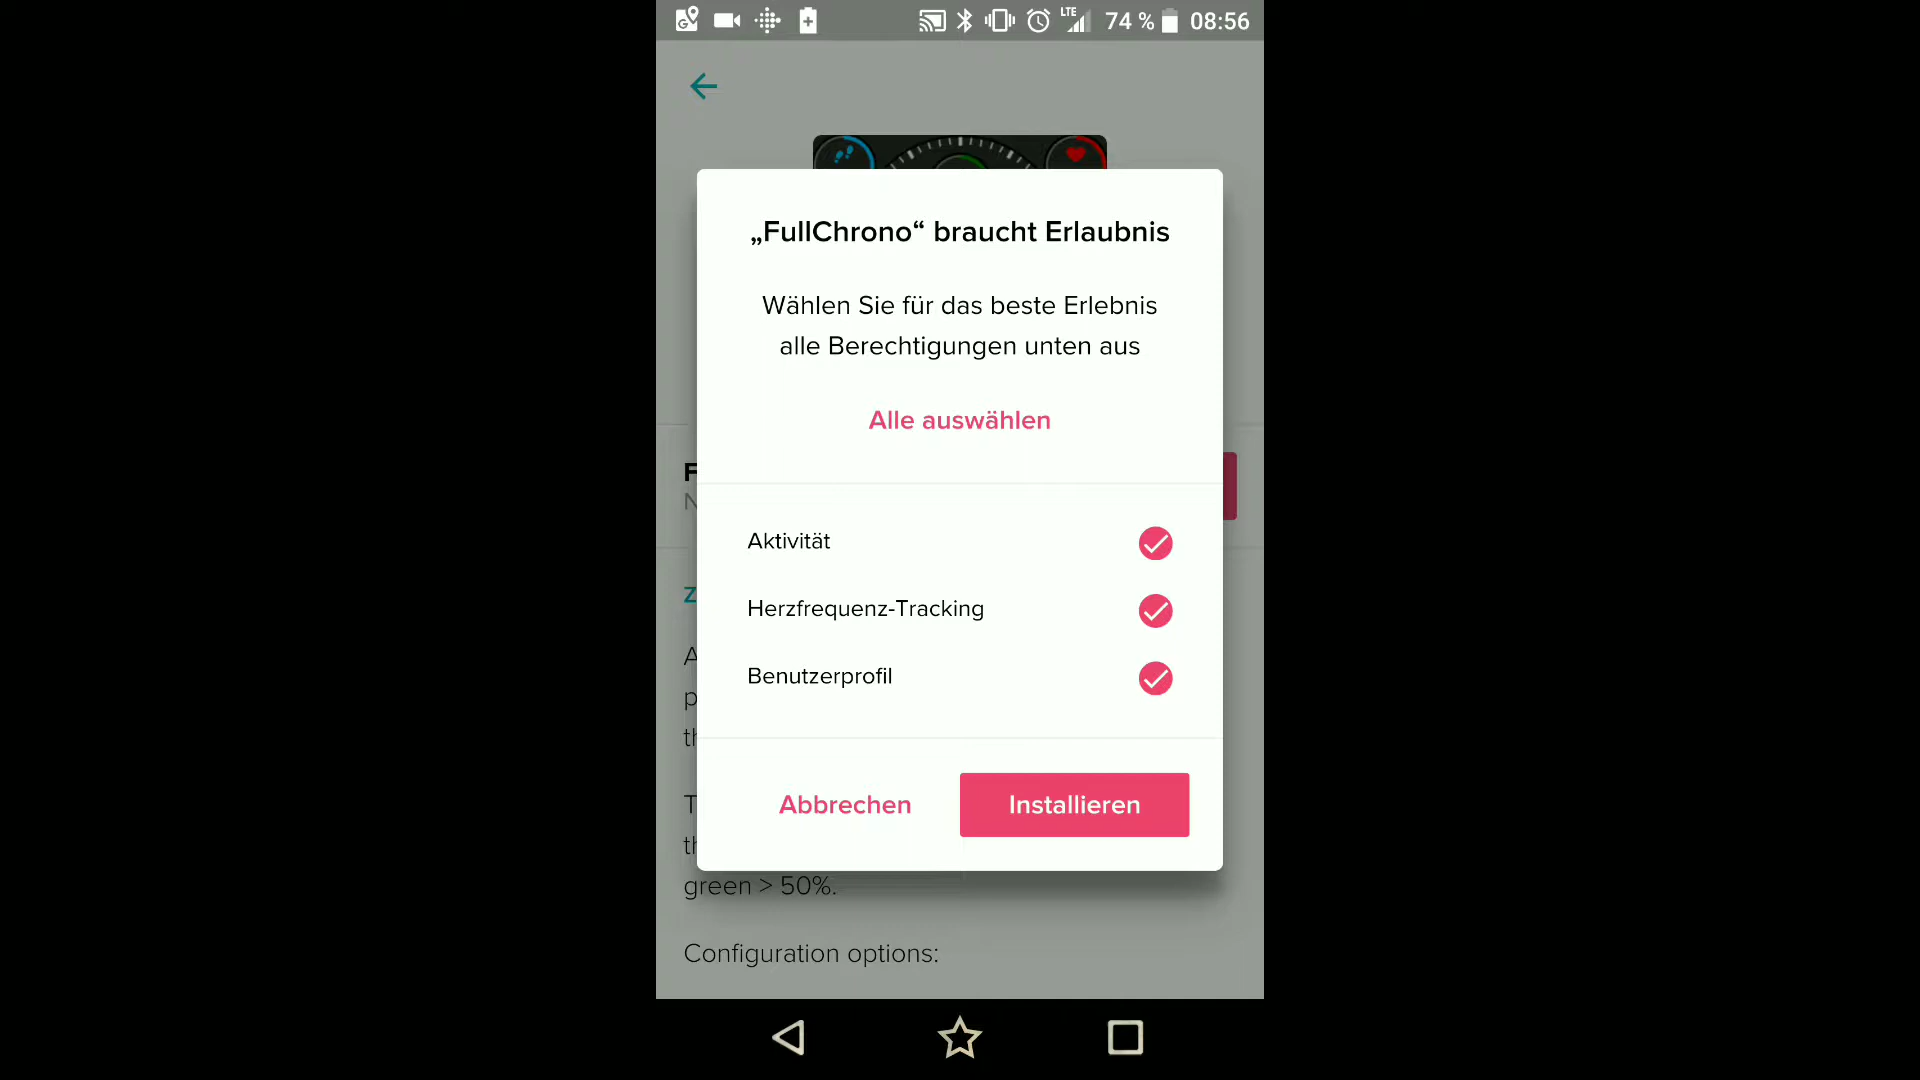 LTE 74 % 08:56
„FullChrono“ braucht Erlaubnis
Wählen Sie für das beste Erlebnis
alle Berechtigungen unten aus
Alle auswählen
Aktivität
Herzfrequenz-Tracking
Benutzerprofil
Abbrechen Installieren
green > 50%.
Configuration options: